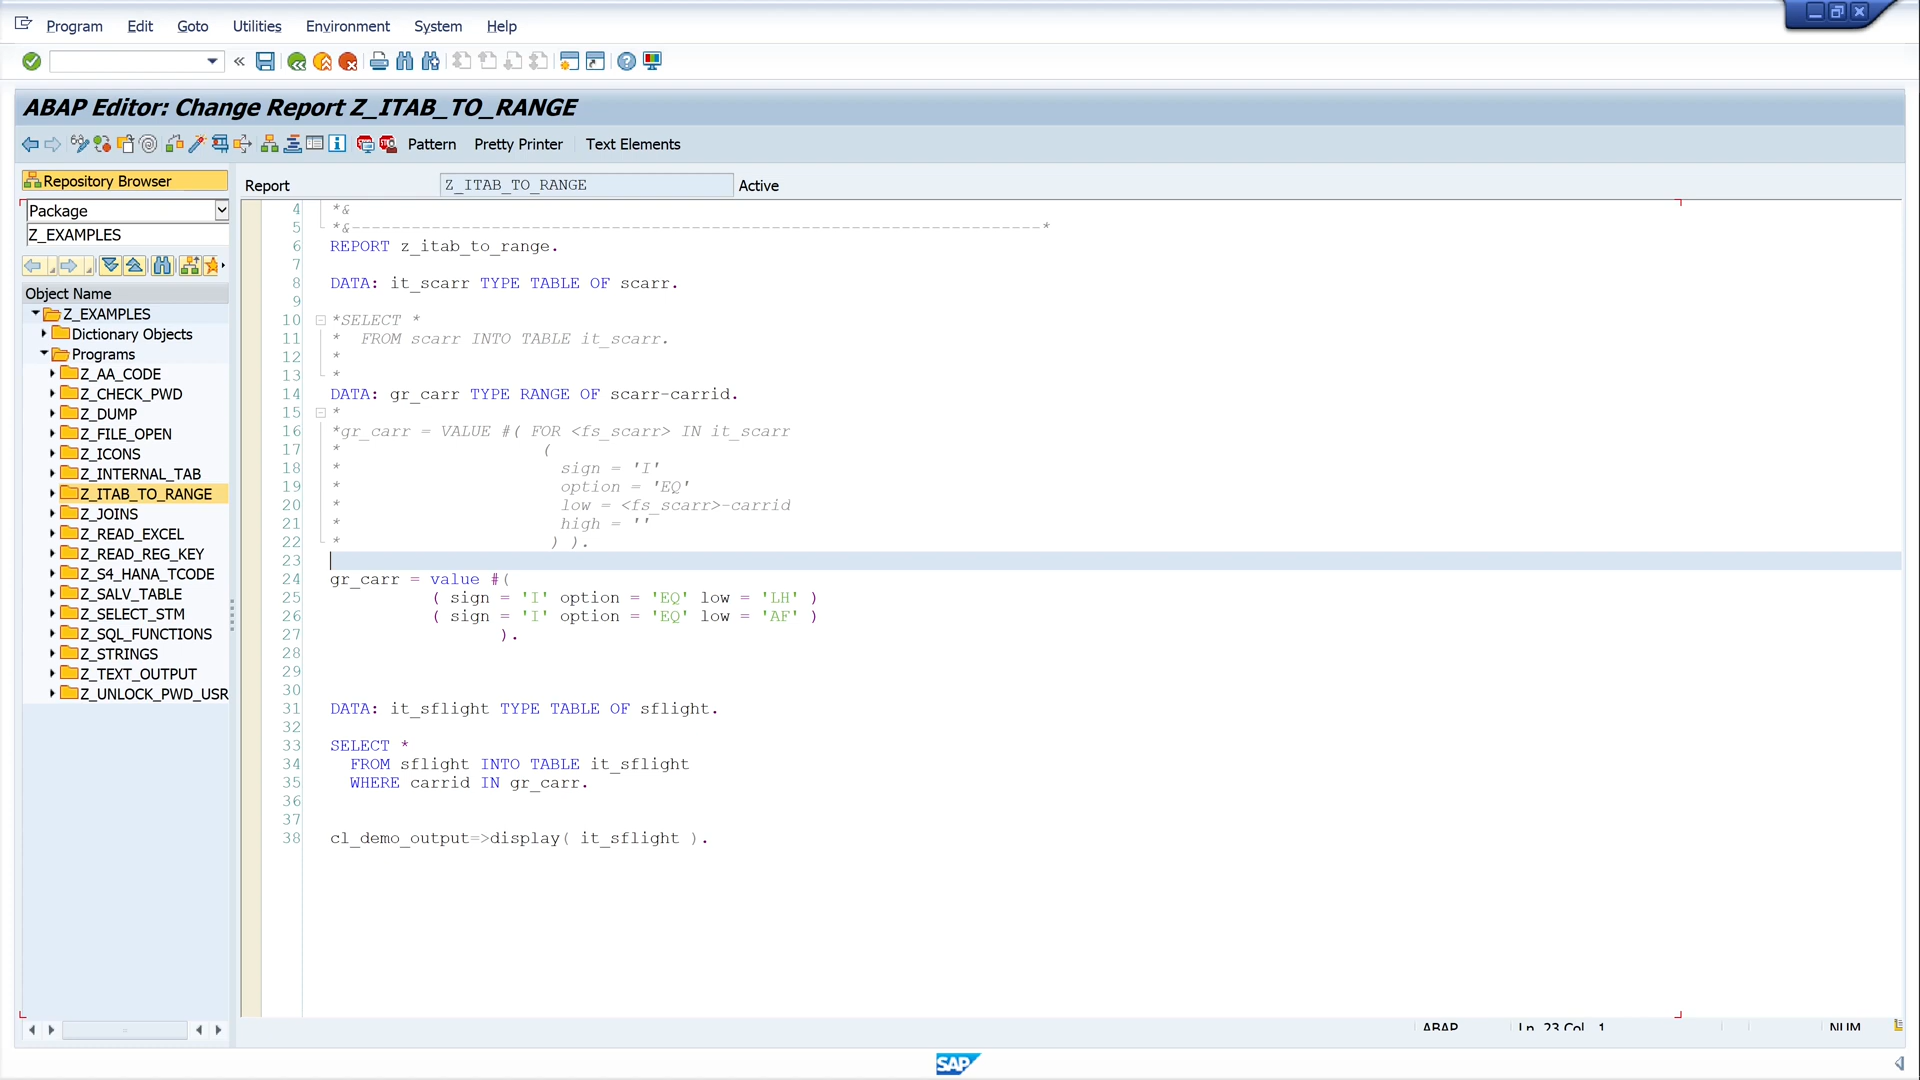 Program Edit Goto Utilities Environment System Help
ABAP Editor: Change Report Z_ITAB_TO_RANGE
Pattern Pretty Printer Text Elements
Repository Browser
Package
Z_EXAMPLES
Object Name
Z_EXAMPLES
Dictionary Objects
Programs
Z_AA_CODE
Z_CHECK_PWD
Z_DUMP
Z_FILE_OPEN
Z_ICONS
Z_INTERNAL_TAB
Z_ITAB_TO_RANGE
Z_JOINS
Z_READ_EXCEL
Z_READ_REG_KEY
Z_S4_HANA_TCODE
Z_SALV_TABLE
Z_SELECT_STM
Z_SQL_FUNCTIONS
Z_STRINGS
Z_TEXT_OUTPUT
Z_UNLOCK_PWD_USR
Report Z_ITAB_TO_RANGE Active
4 *&
5 *&---------------------------------------------------------------------*
6 REPORT z_itab_to_range.
7
8 DATA: it_scarr TYPE TABLE OF scarr.
9
10 *SELECT *
11 *  FROM scarr INTO TABLE it_scarr.
12 *
13 *
14 DATA: gr_carr TYPE RANGE OF scarr-carrid.
15 *
16 *gr_carr = VALUE #( FOR <fs_scarr> IN it_scarr
17 *                    (
18 *                      sign = 'I'
19 *                      option = 'EQ'
20 *                      low = <fs_scarr>-carrid
21 *                      high = ''
22 *                     ) ).
23
24 gr_carr = value #(
25           ( sign = 'I' option = 'EQ' low = 'LH' )
26           ( sign = 'I' option = 'EQ' low = 'AF' )
27                  ).
28
29
30
31 DATA: it_sflight TYPE TABLE OF sflight.
32
33 SELECT *
34   FROM sflight INTO TABLE it_sflight
35   WHERE carrid IN gr_carr.
36
37
38 cl_demo_output=>display( it_sflight ).
ABAP Ln 23 Col 1 NUM
SAP